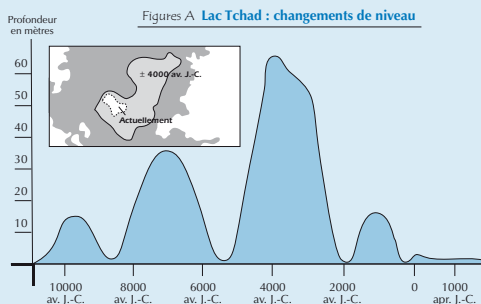 Figures A Lac Tchad : changements de niveau
Profondeur
en mètres
60
50
40
30
20
10
± 4000 av. J.-C.
Actuellement
10000 8000 6000 4000 2000 0 1000
av. J.-C. av. J.-C. av. J.-C. av. J.-C. av. J.-C. apr. J.-C.